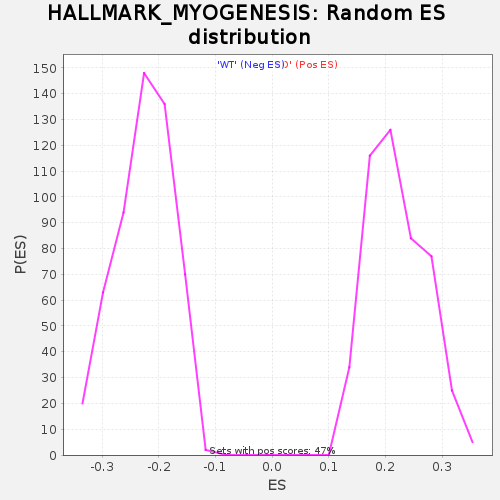 HALLMARK_MYOGENESIS: Random ES
distribution
'WT' (Neg ES)
(Pos ES)
150
140
130
120
110
100
90
80
70
60
50
40
30
20
10
0
P(ES)
Sets with pos scores: 47%
-0.3 -0.2 -0.1 0.0 0.1 0.2 0.3
ES